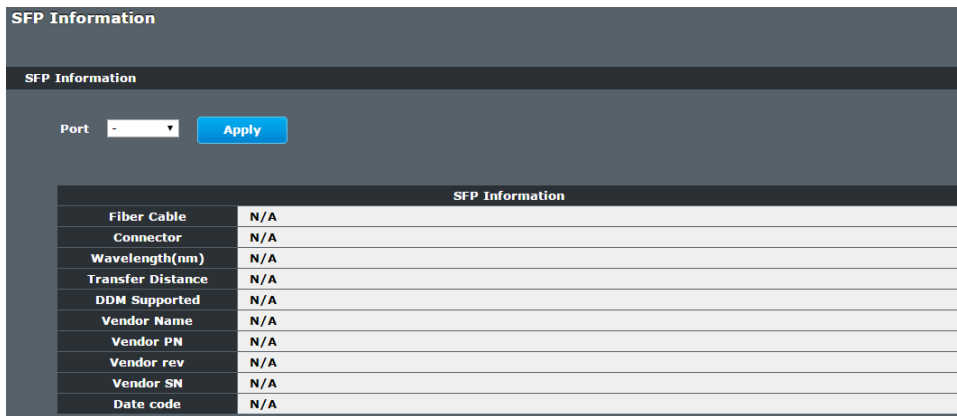 SFP Information
SFP Information
Port - Apply
SFP Information
Fiber Cable N/A
Connector N/A
Wavelength(nm) N/A
Transfer Distance N/A
DDM Supported N/A
Vendor Name N/A
Vendor PN N/A
Vendor rev N/A
Vendor SN N/A
Date code N/A